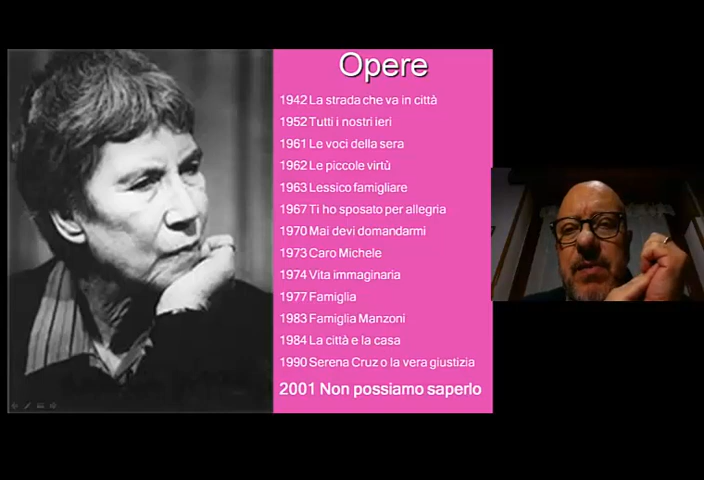 Opere
1942 La strada che va in città
1952 Tutti i nostri ieri
1961 Le voci della sera
1962 Le piccole virtù
1963 Lessico famigliare
1967 Ti ho sposato per allegria
1970 Mai devi domandarmi
1973 Caro Michele
1974 Vita immaginaria
1977 Famiglia
1983 Famiglia Manzoni
1984 La città e la casa
1990 Serena Cruz o la vera giustizia
2001 Non possiamo saperlo